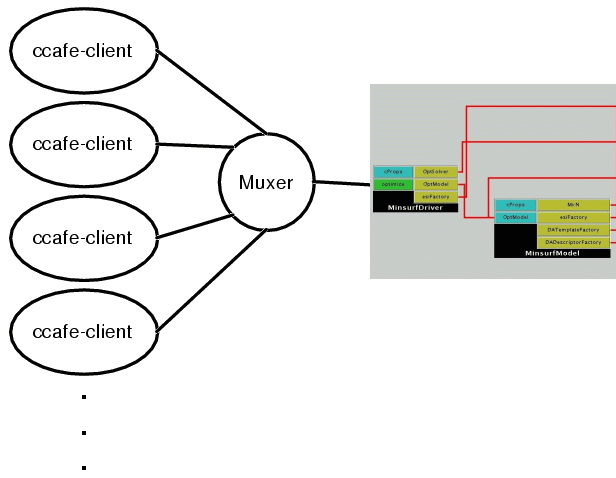 ccafe-client
ccafe-client
Muxer
ccafe-client
ccafe-client
cProps OptSolver
optimize OptModel
esiFactory
MinsurfDriver
cProps McN
OptModel esiFactory
DATemplateFactory
DADescriptorFactory
MinsurfModel